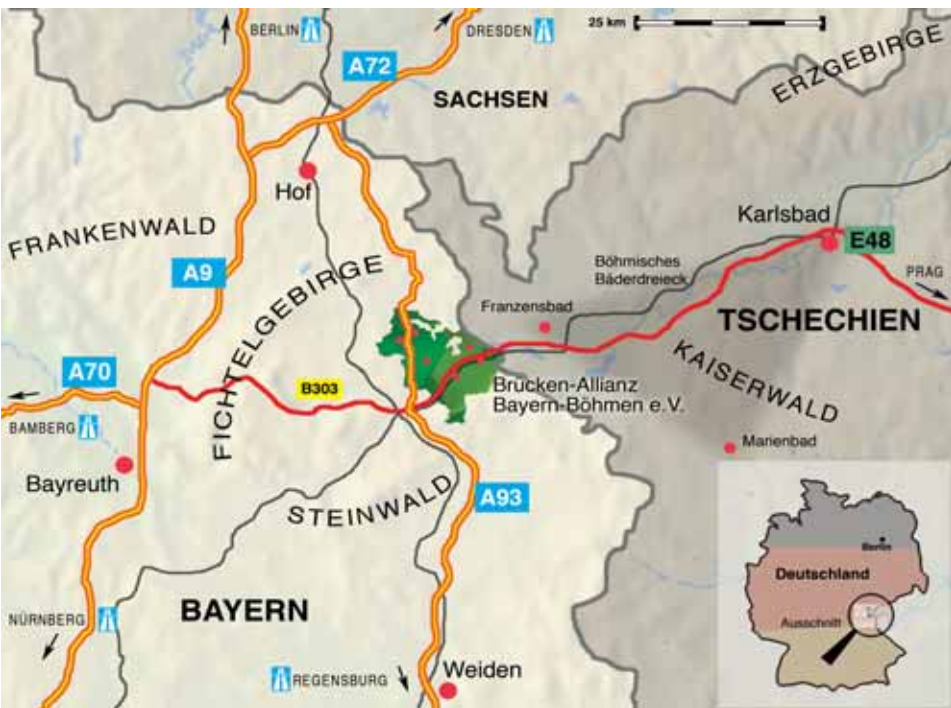 25 km
BERLIN
DRESDEN
A72
SACHSEN
ERZGEBIRGE
Hof
Karlsbad
E48
FRANKENWALD
A9
Böhmisches
Bäderdreieck
PRAG
FICHTELGEBIRGE
Franzensbad
TSCHECHIEN
A70
B303
KAISERWALD
Brücken-Allianz
Bayern-Böhmen e.V.
BAMBERG
Marienbad
Bayreuth
STEINWALD
A93
Berlin
Deutschland
BAYERN
NÜRNBERG
Ausschnitt
Weiden
REGENSBURG